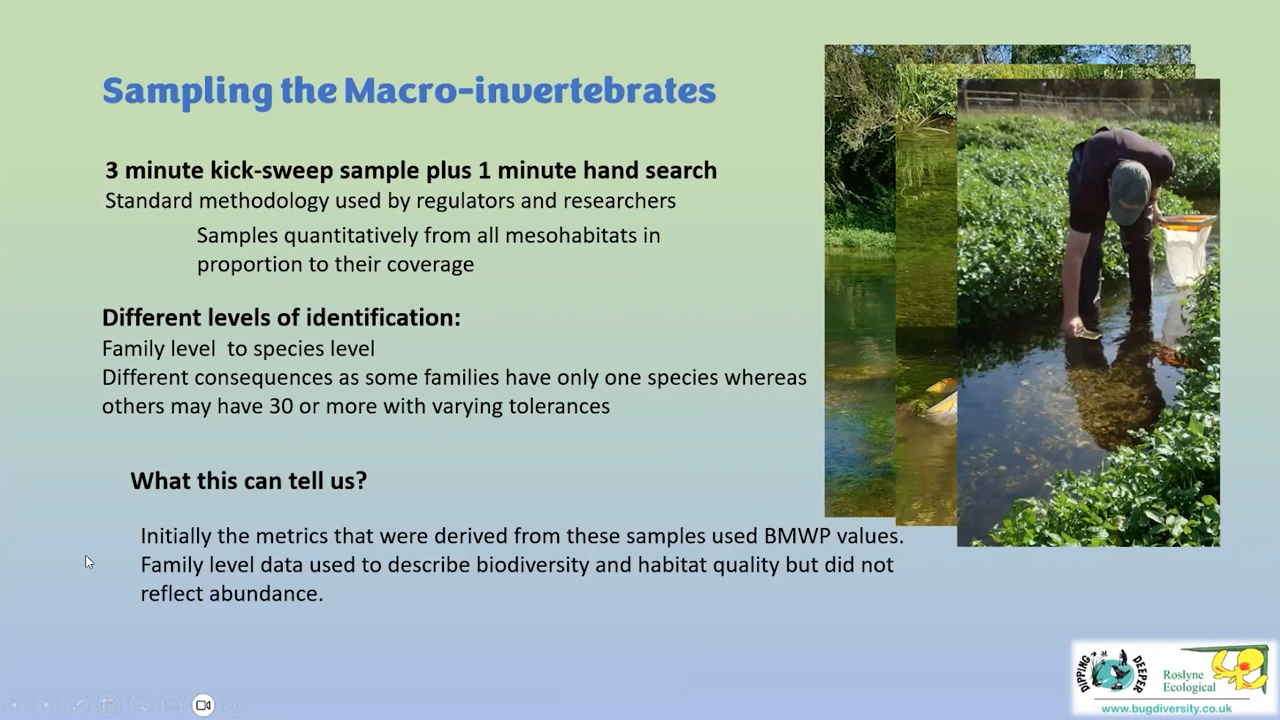 Sampling the Macro-invertebrates
3 minute kick-sweep sample plus 1 minute hand search
Standard methodology used by regulators and researchers
Samples quantitatively from all mesohabitats in
proportion to their coverage
Different levels of identification:
Family level  to species level
Different consequences as some families have only one species whereas
others may have 30 or more with varying tolerances
What this can tell us?
Initially the metrics that were derived from these samples used BMWP values.
Family level data used to describe biodiversity and habitat quality but did not
reflect abundance.
DIPPING DEEPER
Roslyne
Ecological
www.bugdiversity.co.uk